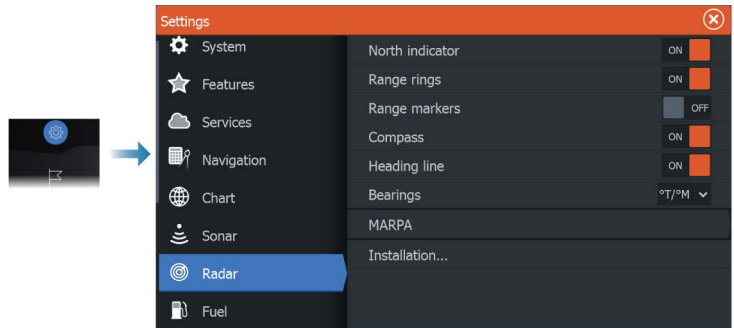 Settings
System
North indicator ON
Features
Range rings ON
Range markers OFF
Services
Compass ON
Navigation
Heading line ON
Chart
Bearings °T/°M
MARPA
Sonar
Installation...
Radar
Fuel